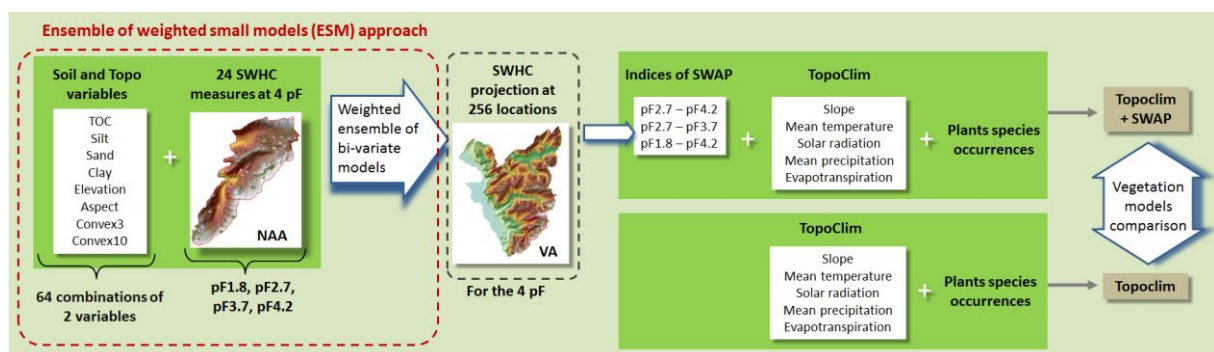 Ensemble of weighted small models (ESM) approach
Soil and Topo
variables
TOC
Silt
Sand
Clay
Elevation
Aspect
Convex3
Convex10
64 combinations of
2 variables
+
24 SWHC
measures at 4 pF
NAA
pF1.8, pF2.7,
pF3.7, pF4.2
Weighted
ensemble of
bi-variate
models
SWHC
projection at
256 locations
VA
For the 4 pF
Indices of SWAP
pF2.7 – pF4.2
pF2.7 – pF3.7
pF1.8 – pF4.2
+
TopoClim
Slope
Mean temperature
Solar radiation
Mean precipitation
Evapotranspiration
+
Plants species
occurrences
Topoclim
+ SWAP
Vegetation
models
comparison
TopoClim
Slope
Mean temperature
Solar radiation
Mean precipitation
Evapotranspiration
+
Plants species
occurrences
Topoclim